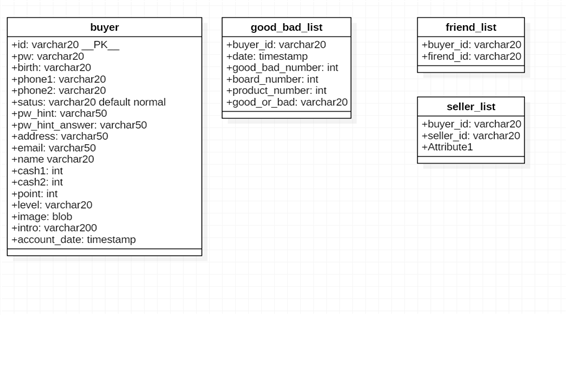 buyer
+id: varchar20 __PK__
+pw: varchar20
+birth: varchar20
+phone1: varchar20
+phone2: varchar20
+satus: varchar20 default normal
+pw_hint: varchar50
+pw_hint_answer: varchar50
+address: varchar50
+email: varchar50
+name varchar20
+cash1: int
+cash2: int
+point: int
+level: varchar20
+image: blob
+intro: varchar200
+account_date: timestamp
good_bad_list
+buyer_id: varchar20
+date: timestamp
+good_bad_number: int
+board_number: int
+product_number: int
+good_or_bad: varchar20
friend_list
+buyer_id: varchar20
+firend_id: varchar20
seller_list
+buyer_id: varchar20
+seller_id: varchar20
+Attribute1